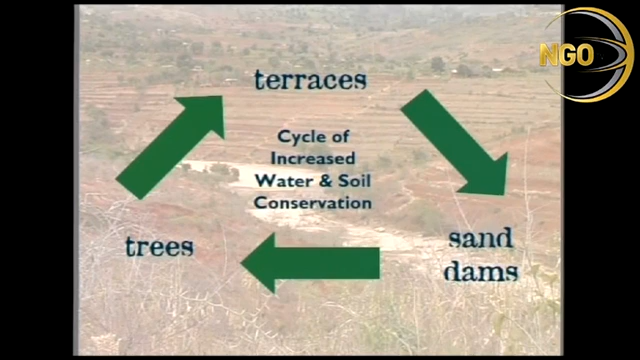 NGO
terraces
Cycle of
Increased
Water & Soil
Conservation
trees
sand
dams